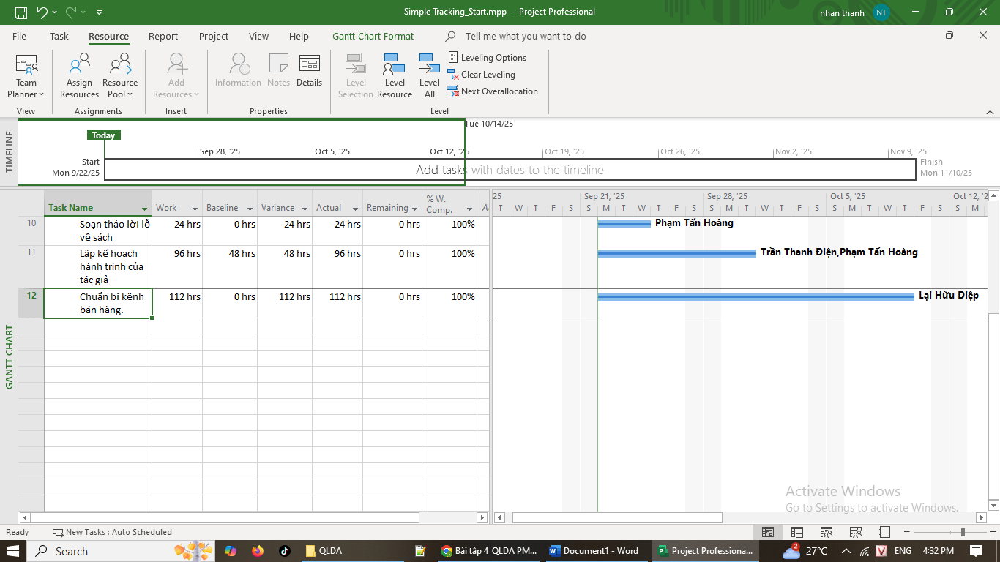 Simple Tracking_Start.mpp - Project Professional
nhan thanh NT
File Task Resource Report Project View Help Gantt Chart Format Tell me what you want to do
Team Planner
Assign Resources
Resource Pool
Add Resources
Information
Notes
Details
Level Selection
Level Resource
Level All
Leveling Options
Clear Leveling
Next Overallocation
View Assignments Insert Properties Level
TIMELINE
Tue 10/14/25
Today
Sep 28, '25 Oct 5, '25 Oct 12, '25 Oct 19, '25 Oct 26, '25 Nov 2, '25 Nov 9, '25
Start
Mon 9/22/25
Add tasks with dates to the timeline
Finish
Mon 11/10/25
GANTT CHART
Task Name Work Baseline Variance Actual Remaining % W. Comp.
25 Sep 21, '25 Sep 28, '25 Oct 5, '25 Oct 12, '2
T W T F S S M T W T F S S M T W T F S S M T W T F S S M
10 Soạn thảo lời lỗ 24 hrs 0 hrs 24 hrs 24 hrs 0 hrs 100% Phạm Tấn Hoàng
về sách
11 Lập kế hoạch 96 hrs 48 hrs 48 hrs 96 hrs 0 hrs 100% Trần Thanh Điện,Phạm Tấn Hoàng
hành trình của
tác giả
12 Chuẩn bị kênh 112 hrs 0 hrs 112 hrs 112 hrs 0 hrs 100% Lại Hữu Diệp
bán hàng.
Activate Windows
Go to Settings to activate Windows.
Ready New Tasks : Auto Scheduled
Search QLDA Bài tập 4_QLDA PM... Document1 - Word Project Professiona... 2 27°C V ENG 4:32 PM